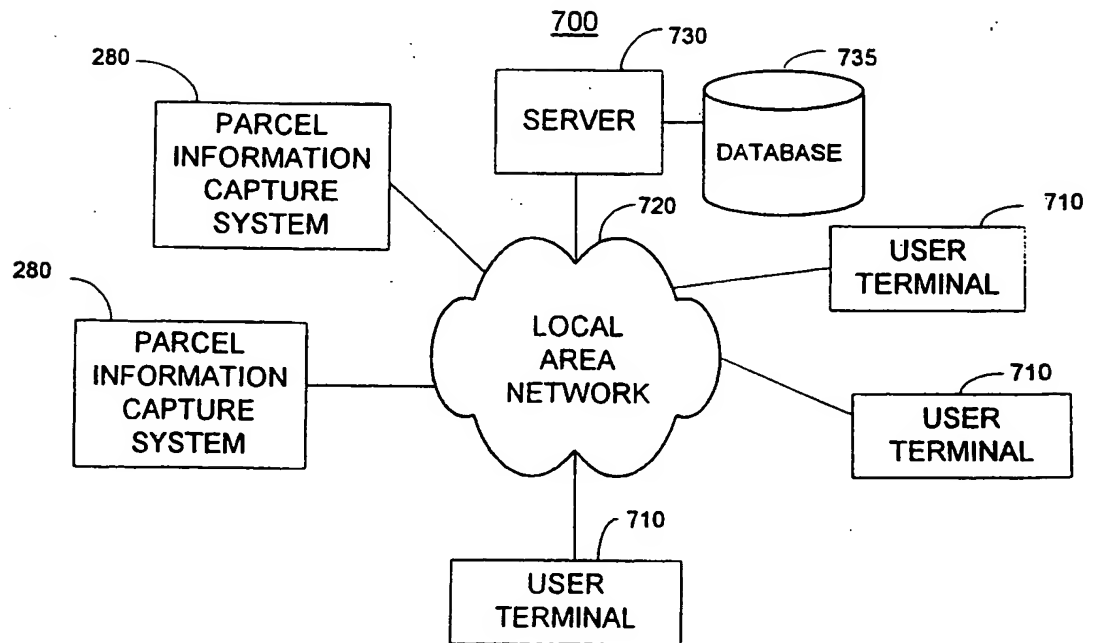 700
280
730
735
PARCEL
INFORMATION
CAPTURE
SYSTEM
SERVER
DATABASE
720
710
USER
TERMINAL
280
PARCEL
INFORMATION
CAPTURE
SYSTEM
LOCAL
AREA
NETWORK
710
USER
TERMINAL
710
USER
TERMINAL